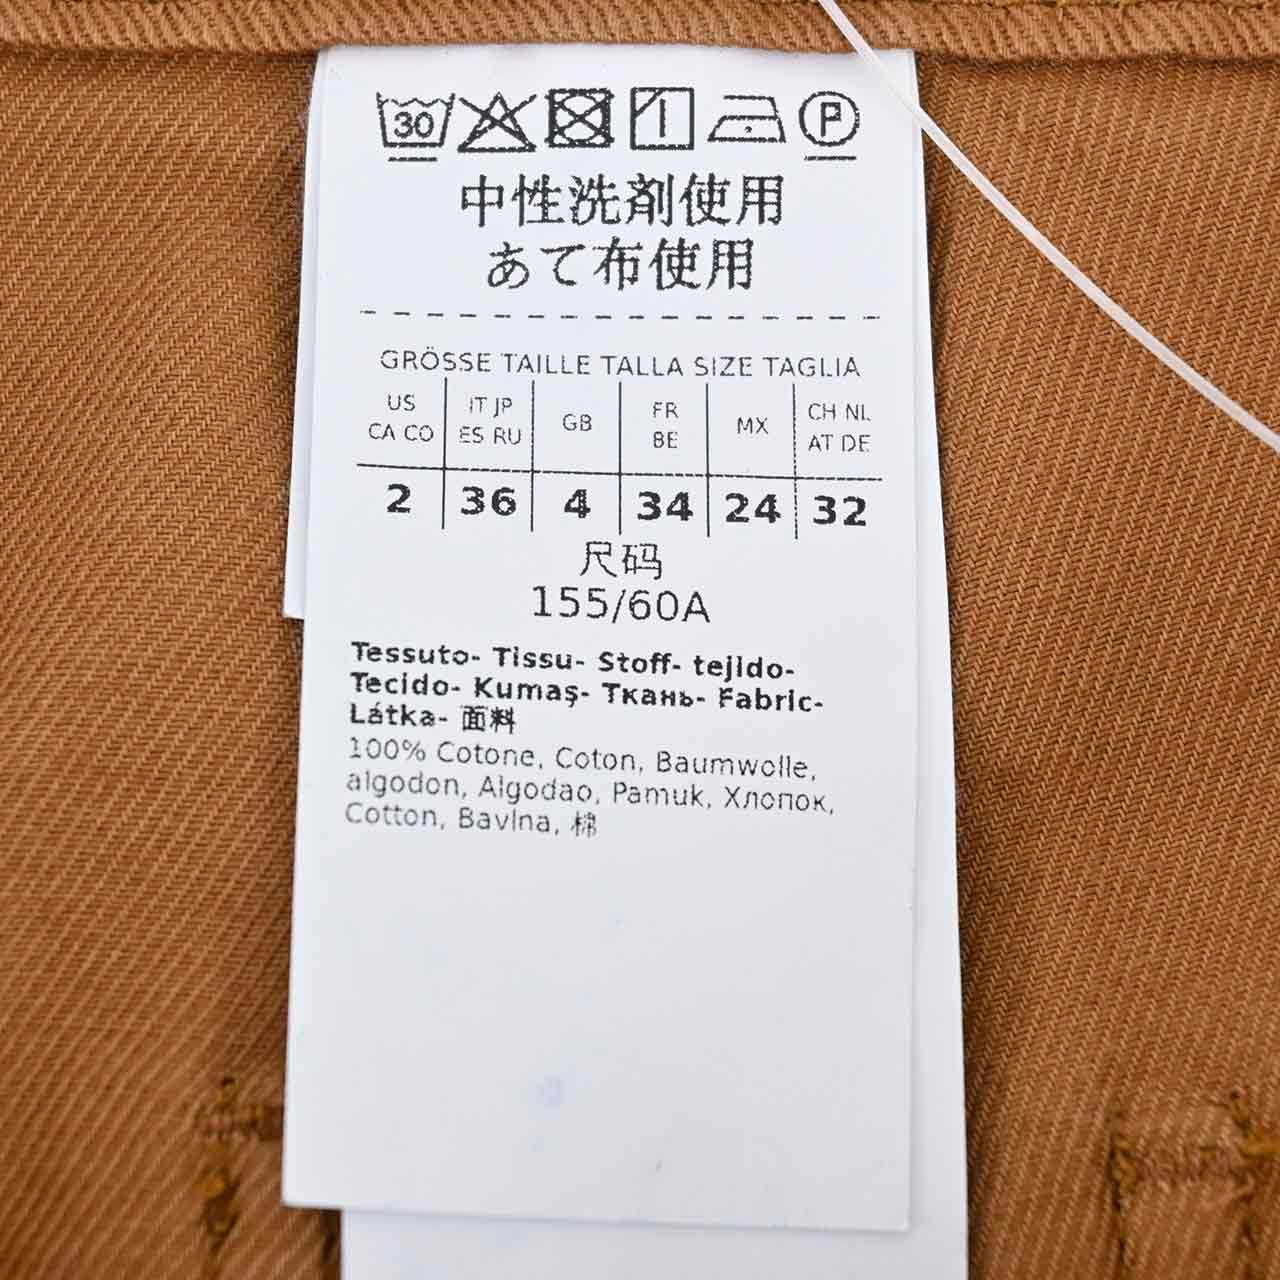 30 P
中性洗剤使用
あて布使用
GRÖSSE TAILLE TALLA SIZE TAGLIA
US CA CO | IT JP ES RU | GB | FR BE | MX | CH NL AT DE
2 | 36 | 4 | 34 | 24 | 32
尺码
155/60A
Tessuto- Tissu- Stoff- tejido-
Tecido- Kumaş- Ткань- Fabric-
Látka- 面料
100% Cotone, Coton, Baumwolle,
algodon, Algodao, Pamuk, Хлопок,
Cotton, Bavlna, 棉